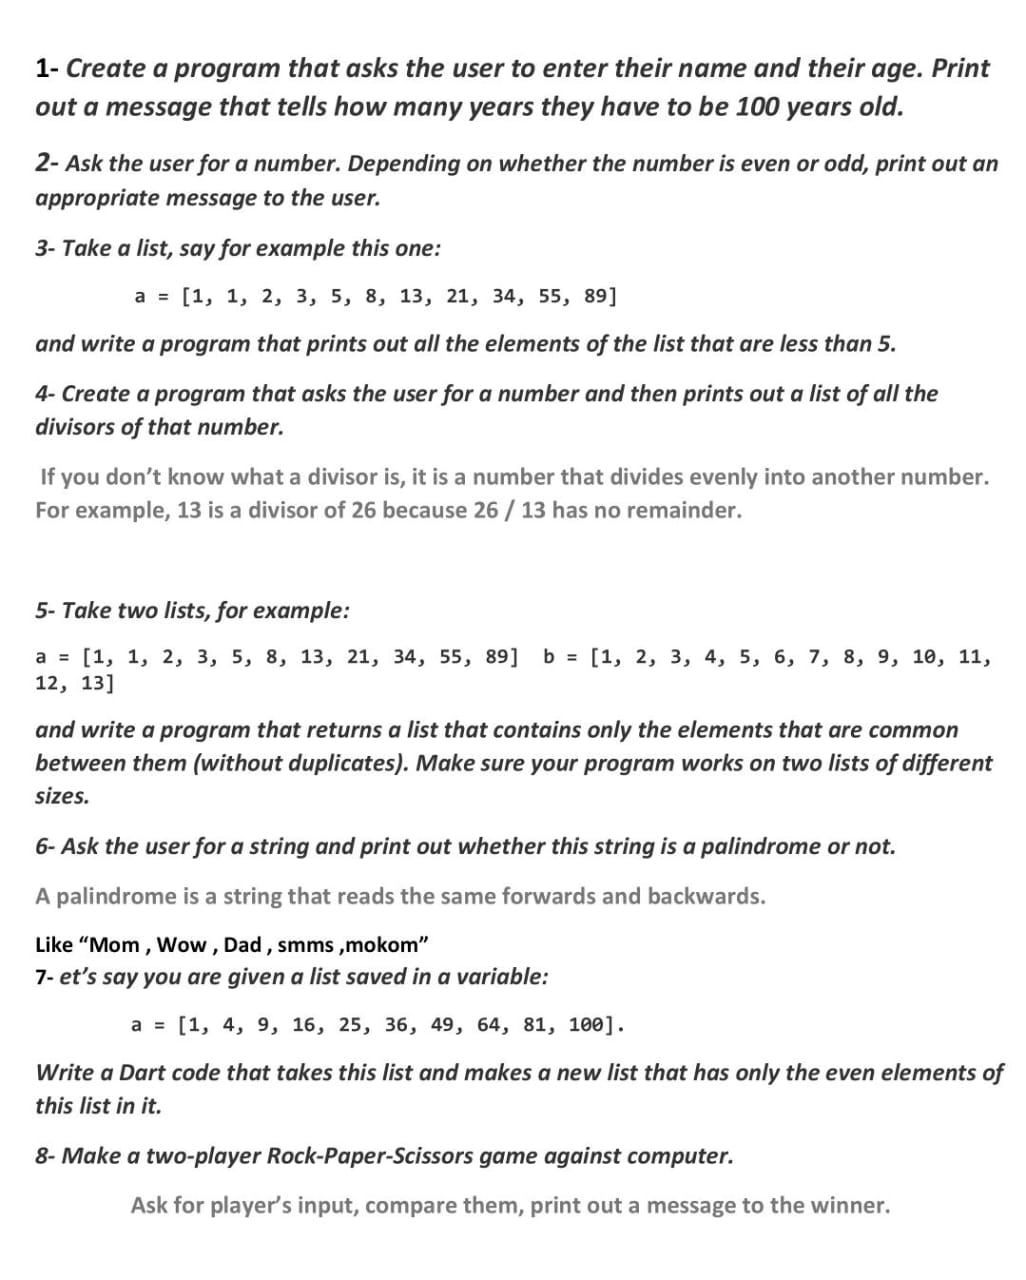 1- Create a program that asks the user to enter their name and their age. Print
out a message that tells how many years they have to be 100 years old.
2- Ask the user for a number. Depending on whether the number is even or odd, print out an
appropriate message to the user.
3- Take a list, say for example this one:
a = [1, 1, 2, 3, 5, 8, 13, 21, 34, 55, 89]
and write a program that prints out all the elements of the list that are less than 5.
4- Create a program that asks the user for a number and then prints out a list of all the
divisors of that number.
If you don’t know what a divisor is, it is a number that divides evenly into another number.
For example, 13 is a divisor of 26 because 26 / 13 has no remainder.
5- Take two lists, for example:
a = [1, 1, 2, 3, 5, 8, 13, 21, 34, 55, 89] b = [1, 2, 3, 4, 5, 6, 7, 8, 9, 10, 11,
12, 13]
and write a program that returns a list that contains only the elements that are common
between them (without duplicates). Make sure your program works on two lists of different
sizes.
6- Ask the user for a string and print out whether this string is a palindrome or not.
A palindrome is a string that reads the same forwards and backwards.
Like “Mom , Wow , Dad , smms ,mokom”
7- et’s say you are given a list saved in a variable:
a = [1, 4, 9, 16, 25, 36, 49, 64, 81, 100].
Write a Dart code that takes this list and makes a new list that has only the even elements of
this list in it.
8- Make a two-player Rock-Paper-Scissors game against computer.
Ask for player’s input, compare them, print out a message to the winner.